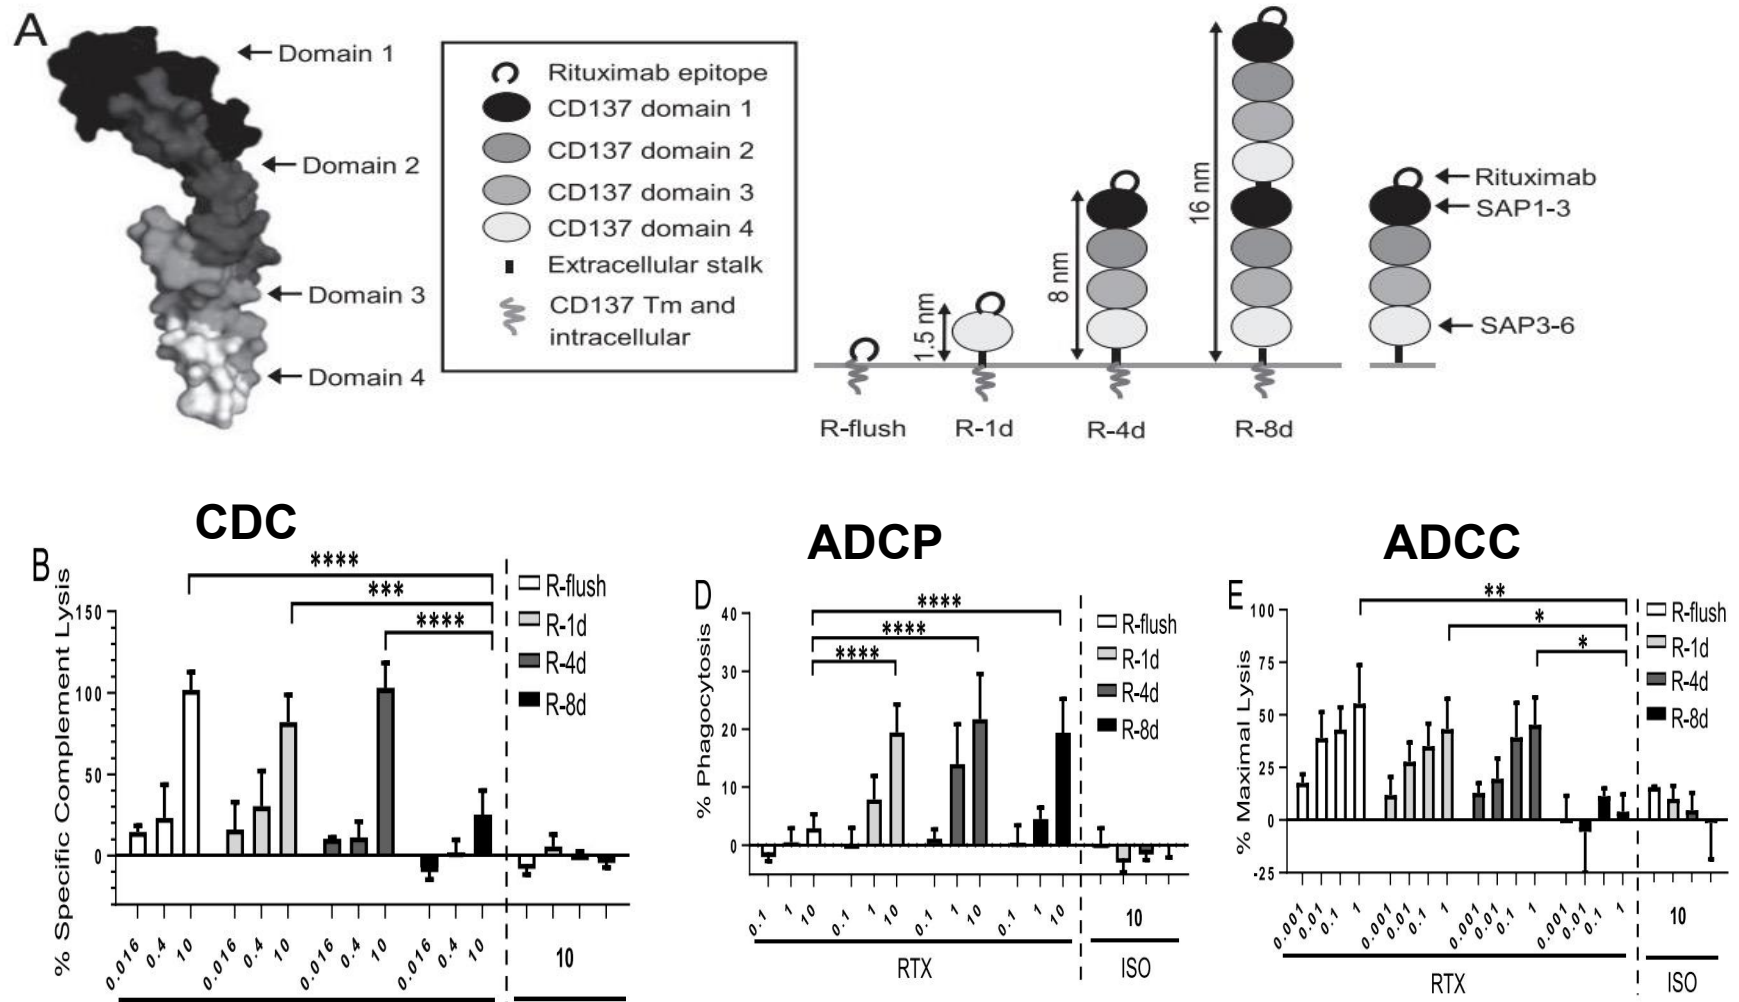 A
Domain 1
Domain 2
Domain 3
Domain 4
Rituximab epitope
CD137 domain 1
CD137 domain 2
CD137 domain 3
CD137 domain 4
Extracellular stalk
CD137 Tm and
intracellular
1.5 nm
8 nm
16 nm
Rituximab
SAP1-3
SAP3-6
R-flush
R-1d
R-4d
R-8d
CDC
B
% Specific Complement Lysis
150
100
50
0
****
***
****
R-flush
R-1d
R-4d
R-8d
0.016 0.4 10 0.016 0.4 10 0.016 0.4 10 0.016 0.4 10
10
ADCP
D
% Phagocytosis
40
30
20
10
0
****
****
****
R-flush
R-1d
R-4d
R-8d
0.1 1 10 0.1 1 10 0.1 1 10 0.1 1 10
10
RTX
ISO
ADCC
E
% Maximal Lysis
100
75
50
25
0
-25
**
*
*
R-flush
R-1d
R-4d
R-8d
0.001 0.01 0.1 1 0.001 0.01 0.1 1 0.001 0.01 0.1 1 0.001 0.01 0.1 1
10
RTX
ISO